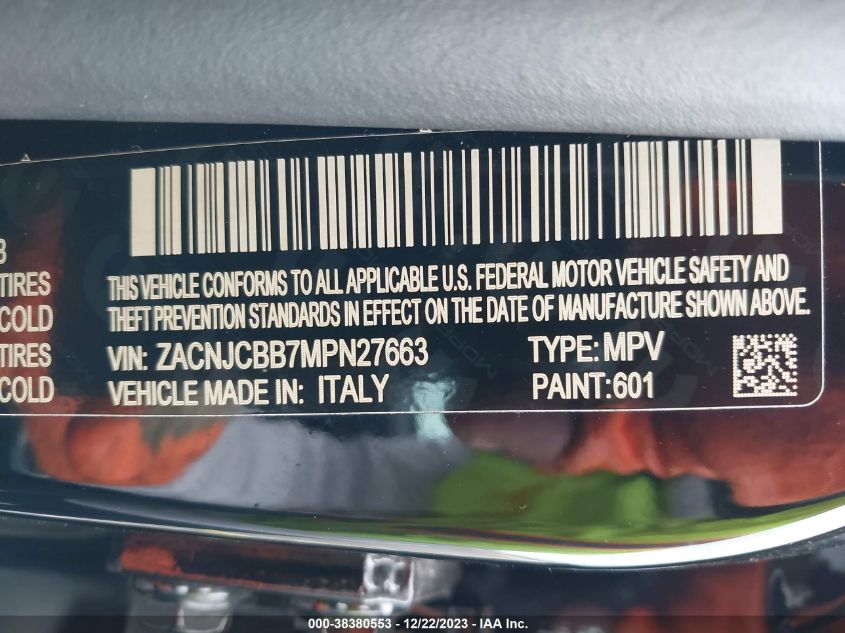 THIS VEHICLE CONFORMS TO ALL APPLICABLE U.S. FEDERAL MOTOR VEHICLE SAFETY AND
THEFT PREVENTION STANDARDS IN EFFECT ON THE DATE OF MANUFACTURE SHOWN ABOVE.
TIRES
COLD
TIRES
COLD
VIN: ZACNJCBB7MPN27663 TYPE: MPV
VEHICLE MADE IN: ITALY PAINT:601
MOPAR
000-38380553 - 12/22/2023 - IAA Inc.